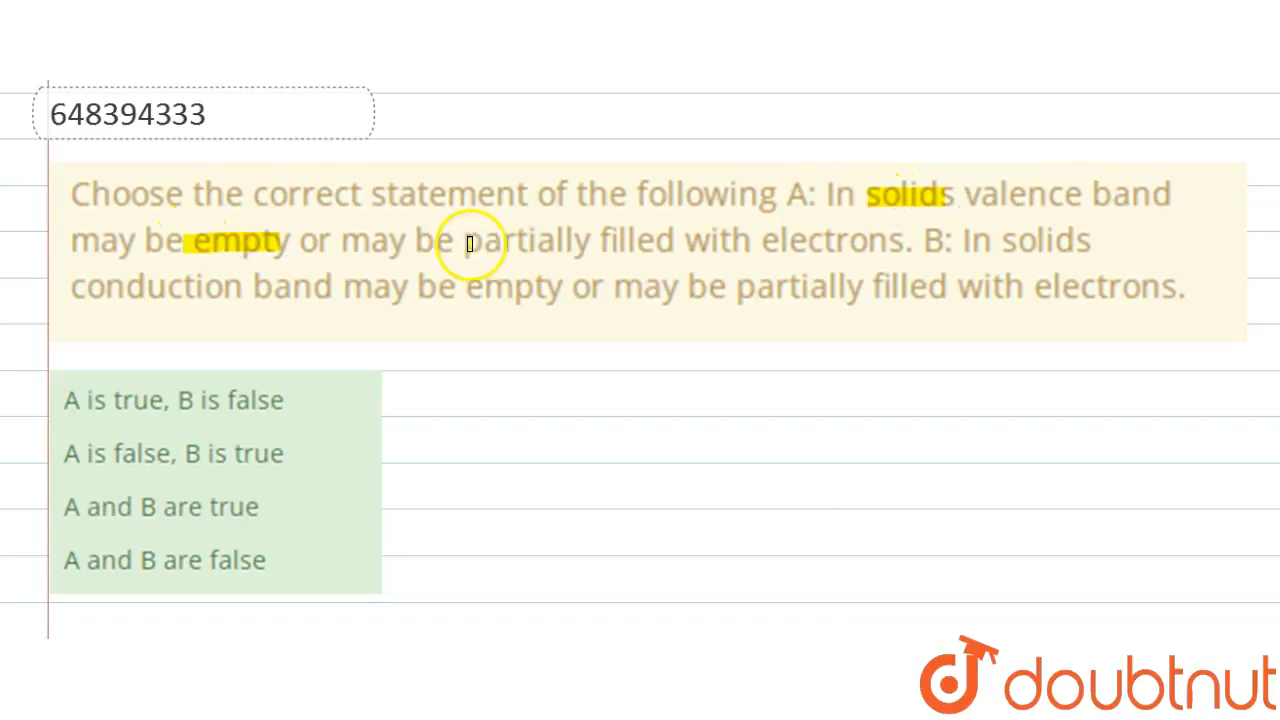 648394333
Choose the correct statement of the following A: In solids valence band
may be empty or may be partially filled with electrons. B: In solids
conduction band may be empty or may be partially filled with electrons.
A is true, B is false
A is false, B is true
A and B are true
A and B are false
doubtnut